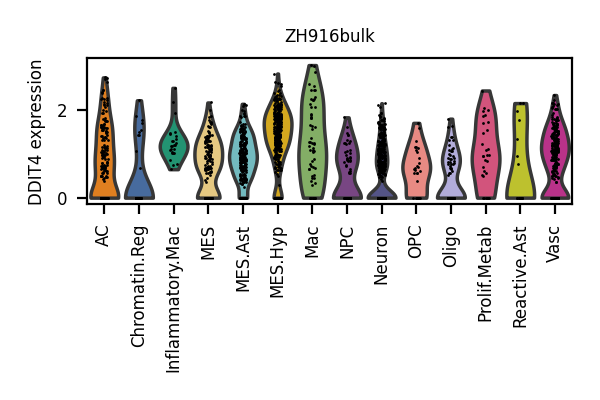 ZH916bulk
DDIT4 expression
2
0
AC
Chromatin.Reg
Inflammatory.Mac
MES
MES.Ast
MES.Hyp
Mac
NPC
Neuron
OPC
Oligo
Prolif.Metab
Reactive.Ast
Vasc